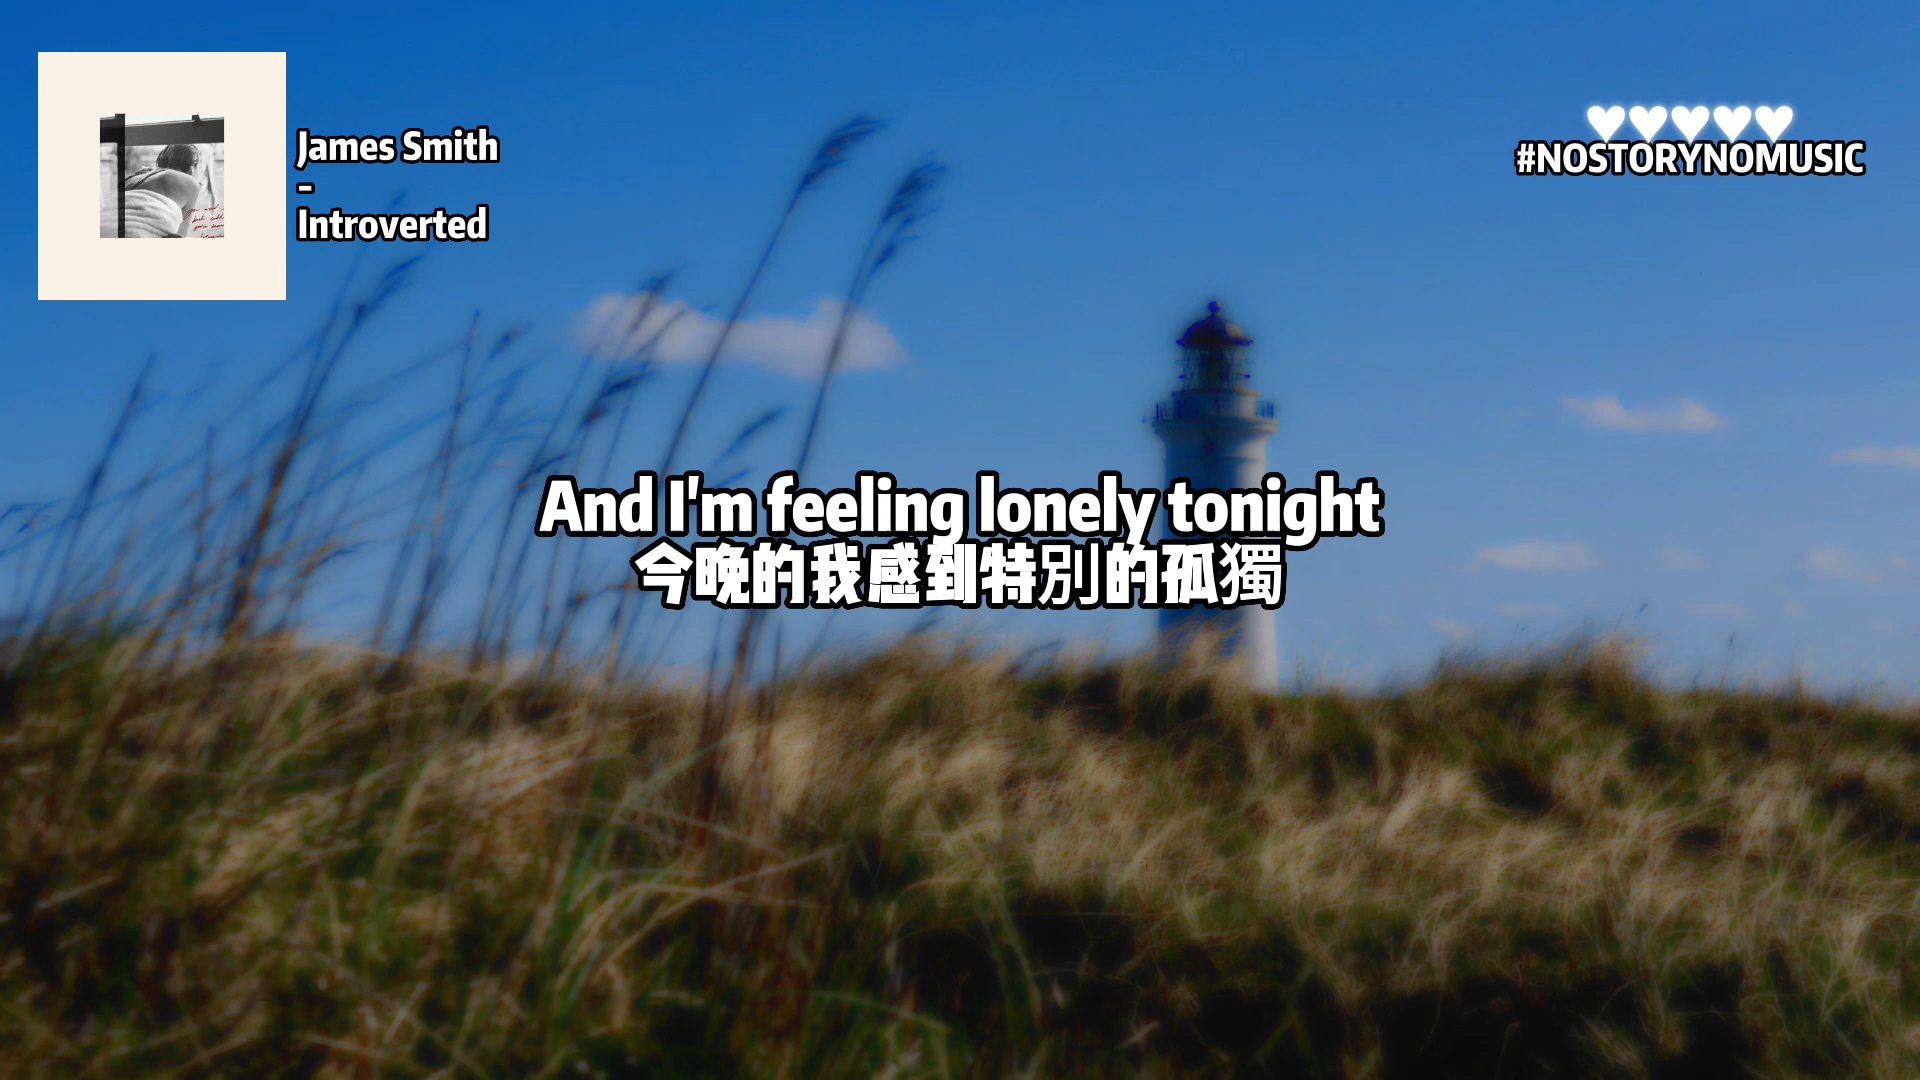 James Smith
-
Introverted
♥♥♥♥♥
#NOSTORYNOMUSIC
And I'm feeling lonely tonight
今晚的我感到特別的孤獨